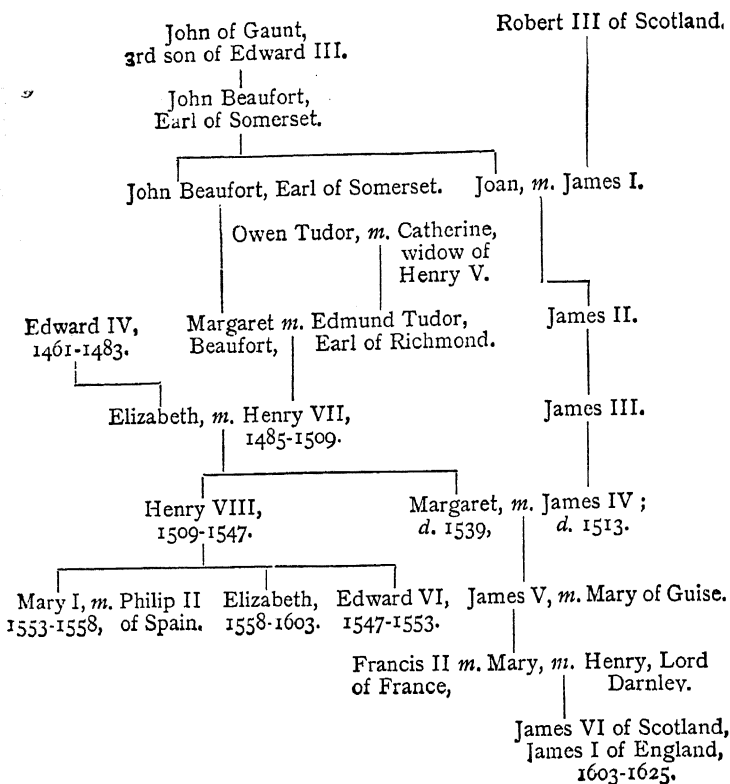 John of Gaunt,
3rd son of Edward III.
Robert III of Scotland.
John Beaufort,
Earl of Somerset.
John Beaufort, Earl of Somerset.
Joan, m. James I.
Owen Tudor, m. Catherine,
widow of
Henry V.
Edward IV,
1461-1483.
Margaret m. Edmund Tudor,
Beaufort, Earl of Richmond.
James II.
Elizabeth, m. Henry VII,
1485-1509.
James III.
Henry VIII,
1509-1547.
Margaret, m. James IV ;
d. 1539, d. 1513.
Mary I, m. Philip II
1553-1558, of Spain.
Elizabeth,
1558-1603.
Edward VI,
1547-1553.
James V, m. Mary of Guise.
Francis II m. Mary, m. Henry, Lord
of France, Darnley.
James VI of Scotland,
James I of England,
1603-1625.